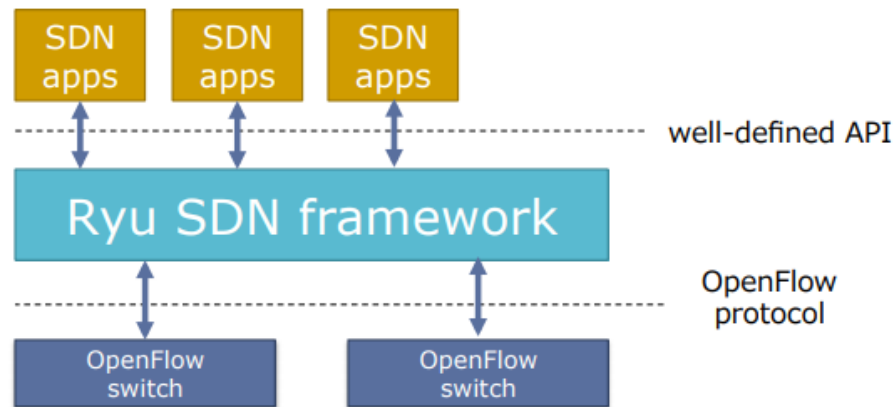 SDN
apps
SDN
apps
SDN
apps
well-defined API
Ryu SDN framework
OpenFlow
protocol
OpenFlow
switch
OpenFlow
switch